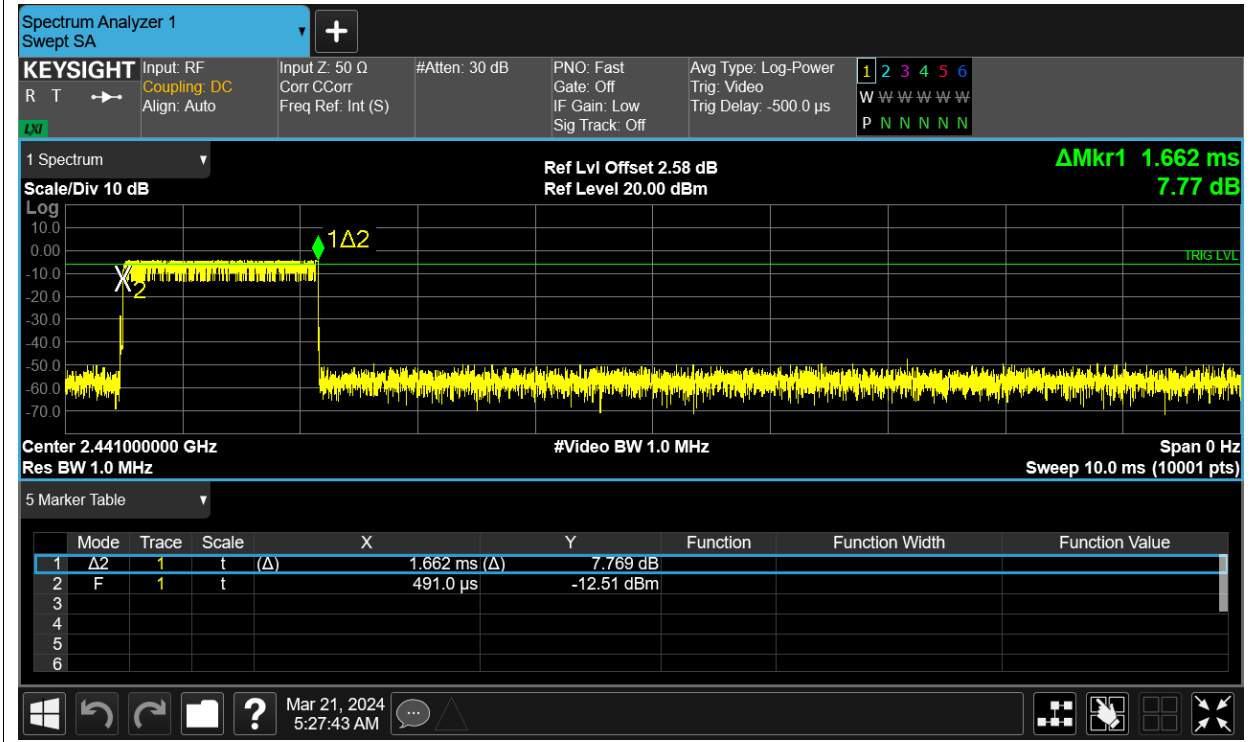 Spectrum Analyzer 1
Swept SA
KEYSIGHT
R T
LXI
Input: RF
Coupling: DC
Align: Auto
Input Z: 50 Ω
Corr CCorr
Freq Ref: Int (S)
#Atten: 30 dB
PNO: Fast
Gate: Off
IF Gain: Low
Sig Track: Off
Avg Type: Log-Power
Trig: Video
Trig Delay: -500.0 µs
1 2 3 4 5 6
W W W W W W
P N N N N N
1 Spectrum
Scale/Div 10 dB
Ref Lvl Offset 2.58 dB
Ref Level 20.00 dBm
ΔMkr1 1.662 ms
7.77 dB
Log
10.0
0.00
-10.0
-20.0
-30.0
-40.0
-50.0
-60.0
-70.0
1Δ2
2
TRIG LVL
Center 2.441000000 GHz
#Video BW 1.0 MHz
Span 0 Hz
Res BW 1.0 MHz
Sweep 10.0 ms (10001 pts)
5 Marker Table
Mode Trace Scale X Y Function Function Width Function Value
1 Δ2 1 t (Δ) 1.662 ms (Δ) 7.769 dB
2 F 1 t 491.0 µs -12.51 dBm
3
4
5
6
?
Mar 21, 2024
5:27:43 AM